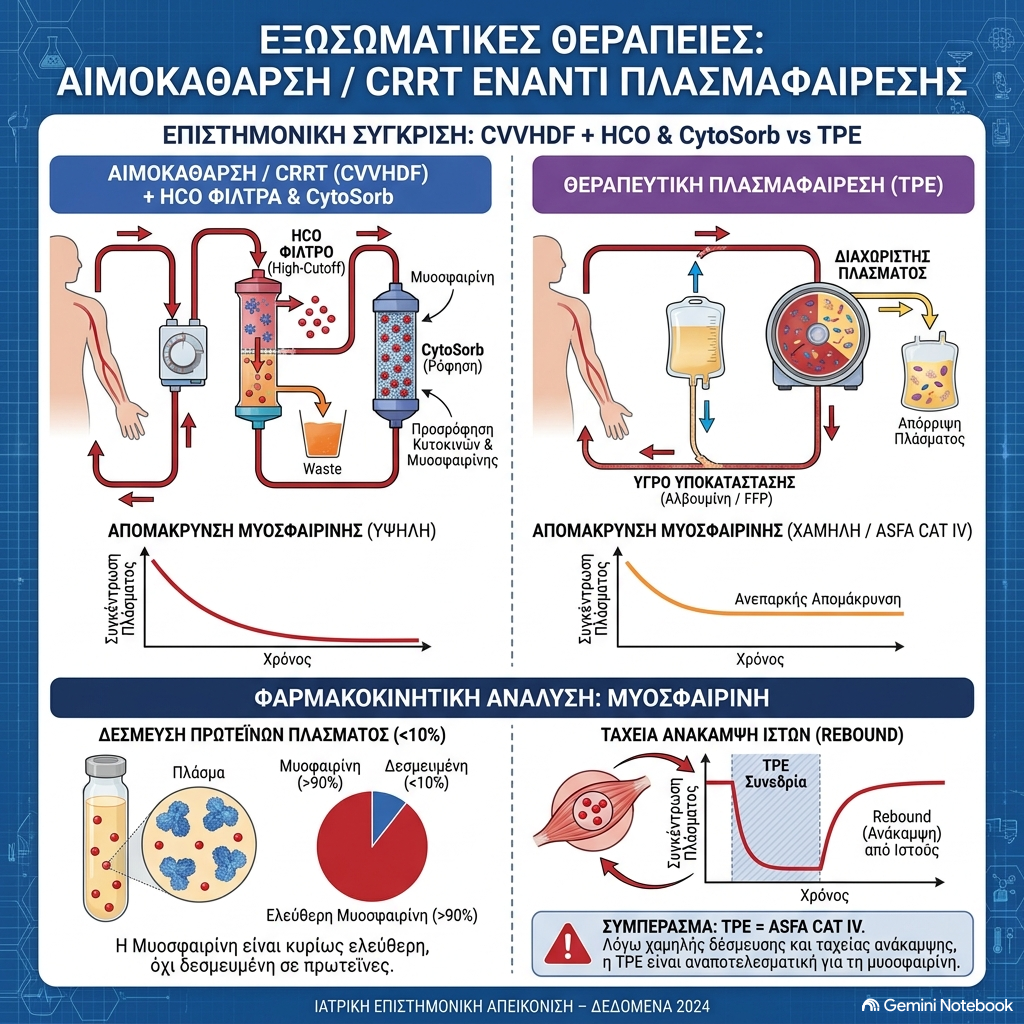 ΕΞΩΣΩΜΑΤΙΚΕΣ ΘΕΡΑΠΕΙΕΣ:
ΑΙΜΟΚΑΘΑΡΣΗ / CRRT ΕΝΑΝΤΙ ΠΛΑΣΜΑΦΑΙΡΕΣΗΣ
ΕΠΙΣΤΗΜΟΝΙΚΗ ΣΥΓΚΡΙΣΗ: CVVHDF + HCO & CytoSorb vs TPE
ΑΙΜΟΚΑΘΑΡΣΗ / CRRT (CVVHDF)
+ HCO ΦΙΛΤΡΑ & CytoSorb
HCO
ΦΙΛΤΡΟ
(High-Cutoff)
Μυοσφαιρίνη
CytoSorb
(Ρόφηση)
Προσρόφηση
Κυτοκινών &
Μυοσφαιρίνης
Waste
ΑΠΟΜΑΚΡΥΝΣΗ ΜΥΟΣΦΑΙΡΙΝΗΣ (ΥΨΗΛΗ)
Συγκέντρωση
Πλάσματος
Χρόνος
ΘΕΡΑΠΕΥΤΙΚΗ ΠΛΑΣΜΑΦΑΙΡΕΣΗ (TPE)
ΔΙΑΧΩΡΙΣΤΗΣ
ΠΛΑΣΜΑΤΟΣ
Απόρριψη
Πλάσματος
ΥΓΡΟ ΥΠΟΚΑΤΑΣΤΑΣΗΣ
(Αλβουμίνη / FFP)
ΑΠΟΜΑΚΡΥΝΣΗ ΜΥΟΣΦΑΙΡΙΝΗΣ (ΧΑΜΗΛΗ / ASFA CAT IV)
Συγκέντρωση
Πλάσματος
Ανεπαρκής Απομάκρυνση
Χρόνος
ΦΑΡΜΑΚΟΚΙΝΗΤΙΚΗ ΑΝΑΛΥΣΗ: ΜΥΟΣΦΑΙΡΙΝΗ
ΔΕΣΜΕΥΣΗ ΠΡΩΤΕΪΝΩΝ ΠΛΑΣΜΑΤΟΣ (<10%)
Πλάσμα
Μυοφαιρίνη
(>90%)
Δεσμευμένη
(<10%)
Ελεύθερη Μυοσφαιρίνη (>90%)
Η Μυοσφαιρίνη είναι κυρίως ελεύθερη,
όχι δεσμευμένη σε πρωτεΐνες.
ΤΑΧΕΙΑ ΑΝΑΚΑΜΨΗ ΙΣΤΩΝ (REBOUND)
Συγκέντρωση
Πλάσματος
TPE
Συνεδρία
Rebound
(Ανάκαμψη)
από Ιστούς
Χρόνος
ΣΥΜΠΕΡΑΣΜΑ: TPE = ASFA CAT IV.
Λόγω χαμηλής δέσμευσης και ταχείας ανάκαμψης,
η TPE είναι αναποτελεσματική για τη μυοσφαιρίνη.
ΙΑΤΡΙΚΗ ΕΠΙΣΤΗΜΟΝΙΚΗ ΑΠΕΙΚΟΝΙΣΗ – ΔΕΔΟΜΕΝΑ 2024
Gemini Notebook